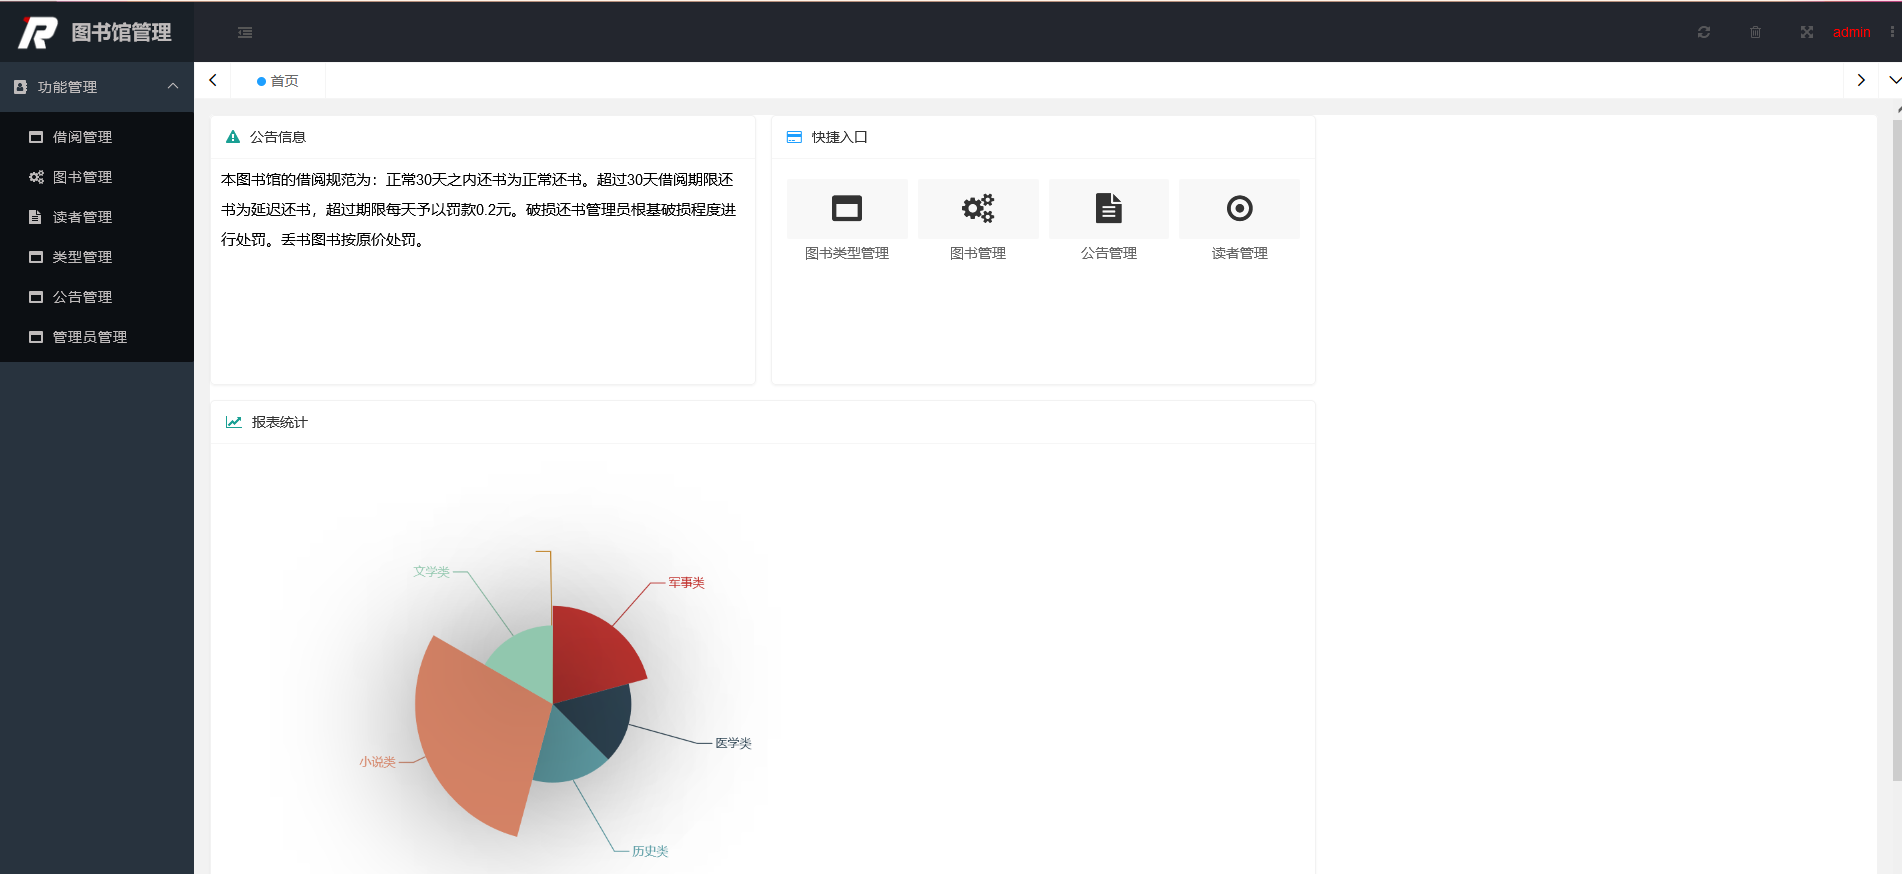 图书馆管理
admin
功能管理
首页
借阅管理
图书管理
读者管理
类型管理
公告管理
管理员管理
公告信息
本图书馆的借阅规范为：正常30天之内还书为正常还书。超过30天借阅期限还
书为延迟还书，超过期限每天予以罚款0.2元。破损还书管理员根基破损程度进
行处罚。丢书图书按原价处罚。
快捷入口
图书类型管理
图书管理
公告管理
读者管理
报表统计
文学类
军事类
医学类
小说类
历史类